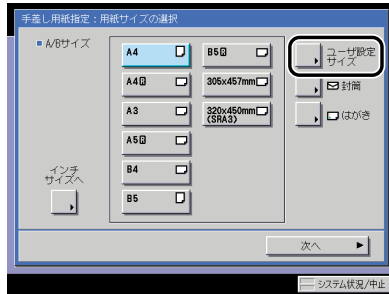 手差し用紙指定：用紙サイズの選択
A/Bサイズ
A4
B5R
ユーザ設定
サイズ
A4R
305x457mm
封筒
A3
320x450mm
(SRA3)
はがき
A5R
インチ
サイズへ
B4
B5
次へ
システム状況/中止